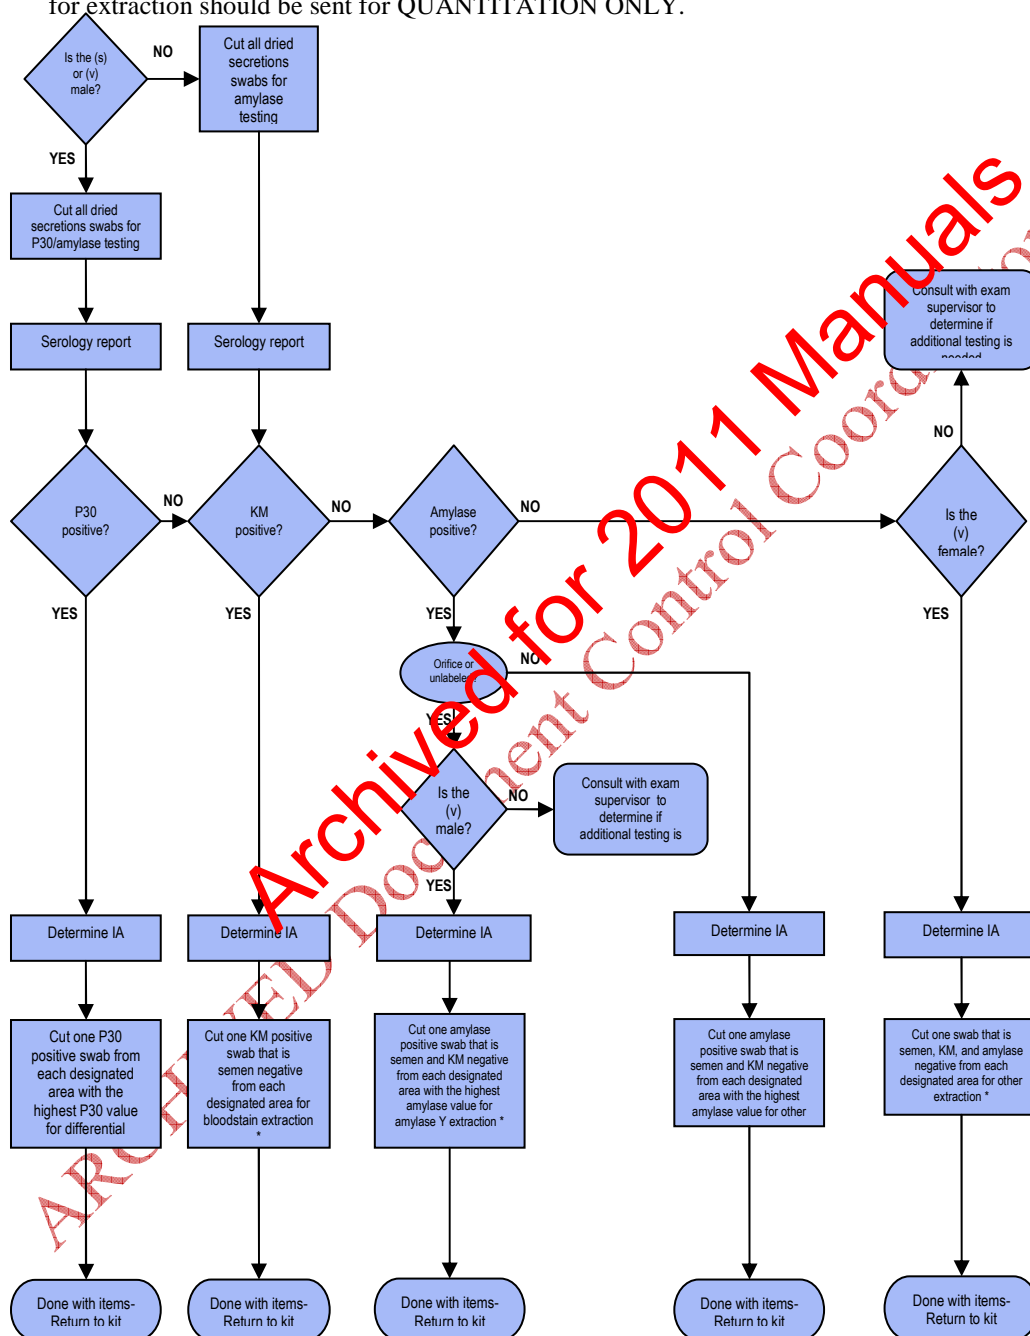 for extraction should be sent for QUANTITATION ONLY.
Is the (s)
or (v)
male?
NO
Cut all dried
secretions
swabs for
amylase
testing
YES
Cut all dried
secretions swabs for
P30/amylase testing
Serology report
Serology report
Consult with exam
supervisor to
determine if
additional testing is
needed
NO
P30
positive?
NO
KM
positive?
NO
Amylase
positive?
NO
Is the
(v)
female?
YES
YES
YES
YES
Orifice or
unlabeled?
NO
YES
Is the
(v)
male?
NO
Consult with exam
supervisor to
determine if
additional testing is
YES
Determine IA
Determine IA
Determine IA
Determine IA
Determine IA
Cut one P30
positive swab from
each designated
area with the
highest P30 value
for differential
Cut one KM positive
swab that is
semen negative
from each
designated area for
bloodstain extraction
*
Cut one amylase
positive swab that is
semen and KM negative
from each designated
area with the highest
amylase value for
amylase Y extraction *
Cut one amylase
positive swab that is
semen and KM negative
from each designated
area with the highest
amylase value for other
Cut one swab that is
semen, KM, and amylase
negative from each
designated area for other
extraction *
Done with items-
Return to kit
Done with items-
Return to kit
Done with items-
Return to kit
Done with items-
Return to kit
Done with items-
Return to kit
Archived for 2011 Manuals
ARCHIVED Document Control Coordinator